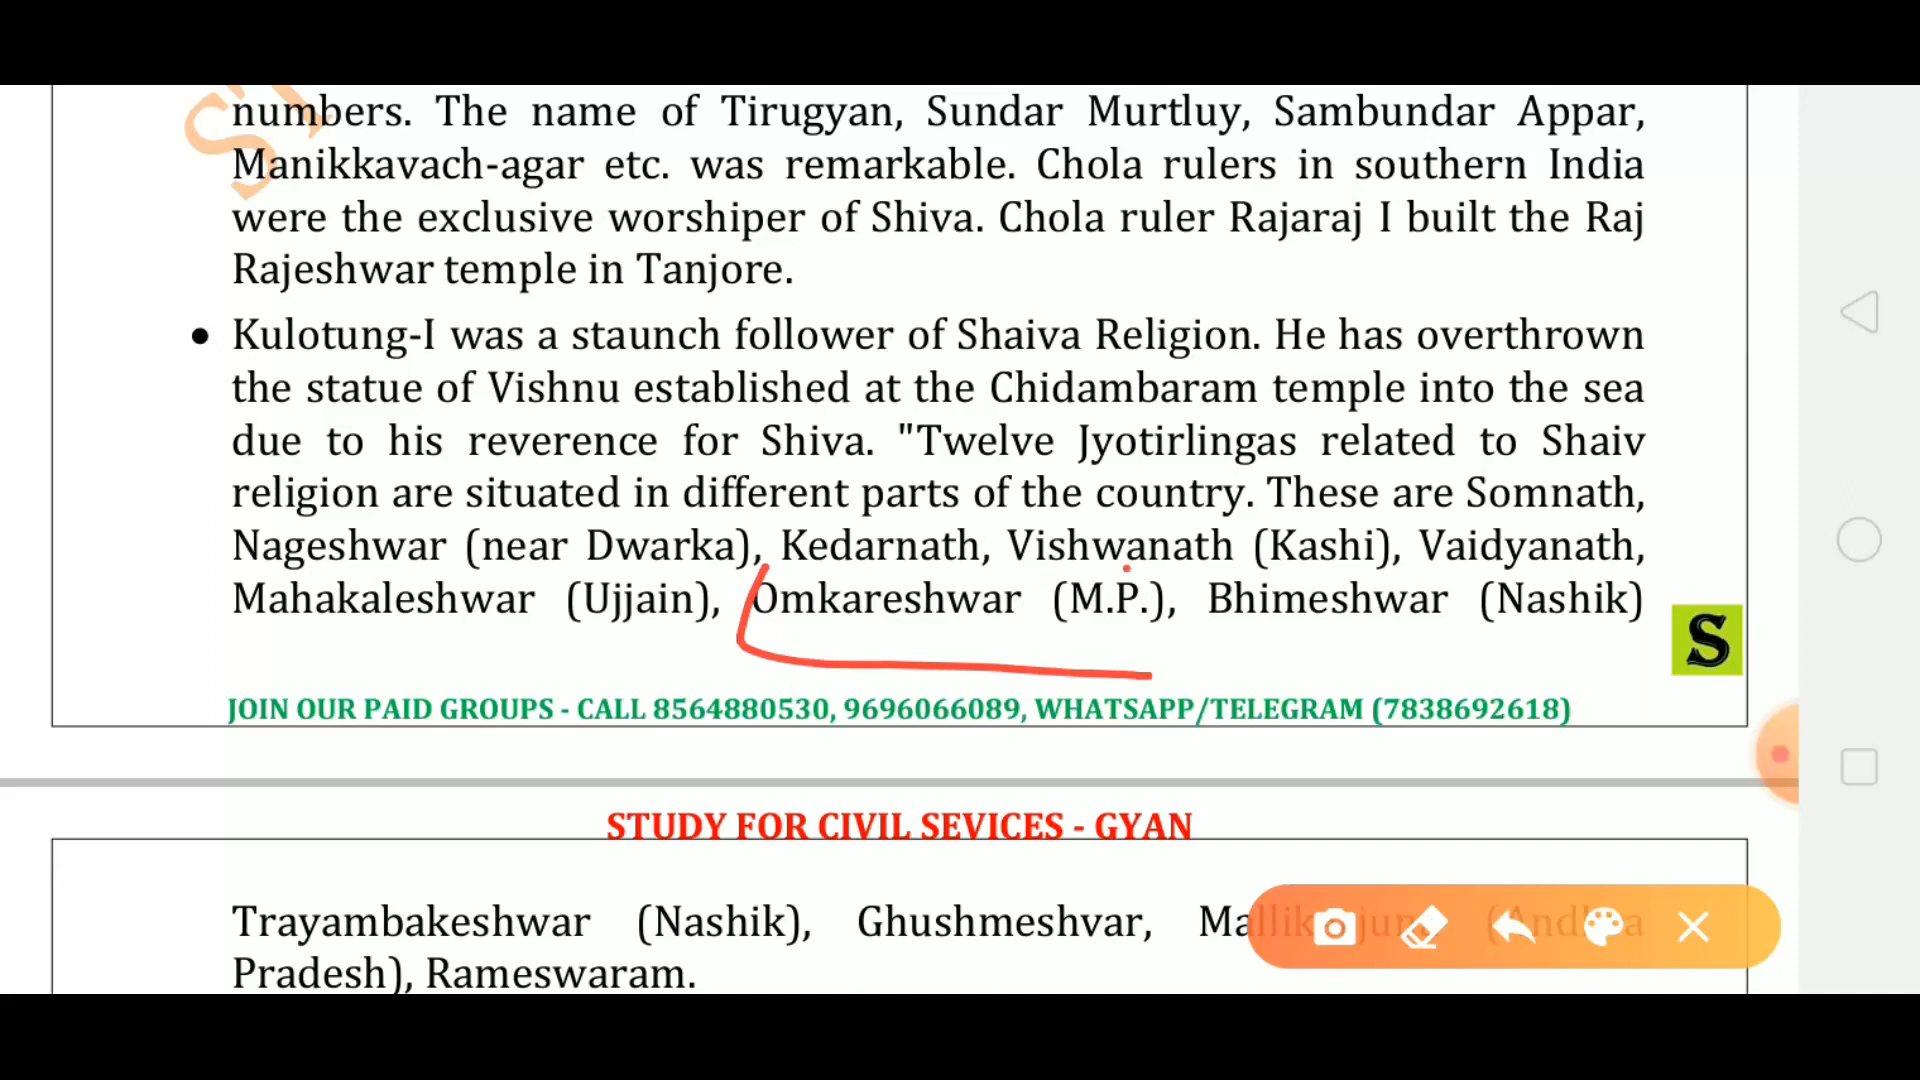 numbers. The name of Tirugyan, Sundar Murtluy, Sambundar Appar,
Manikkavach-agar etc. was remarkable. Chola rulers in southern India
were the exclusive worshiper of Shiva. Chola ruler Rajaraj I built the Raj
Rajeshwar temple in Tanjore.
• Kulotung-I was a staunch follower of Shaiva Religion. He has overthrown
the statue of Vishnu established at the Chidambaram temple into the sea
due to his reverence for Shiva. "Twelve Jyotirlingas related to Shaiv
religion are situated in different parts of the country. These are Somnath,
Nageshwar (near Dwarka), Kedarnath, Vishwanath (Kashi), Vaidyanath,
Mahakaleshwar (Ujjain), Omkareshwar (M.P.), Bhimeshwar (Nashik)
S
JOIN OUR PAID GROUPS - CALL 8564880530, 9696066089, WHATSAPP/TELEGRAM (7838692618)
STUDY FOR CIVIL SEVICES - GYAN
Trayambakeshwar (Nashik), Ghushmeshvar, Mallikarjuna (Andhra
Pradesh), Rameswaram.